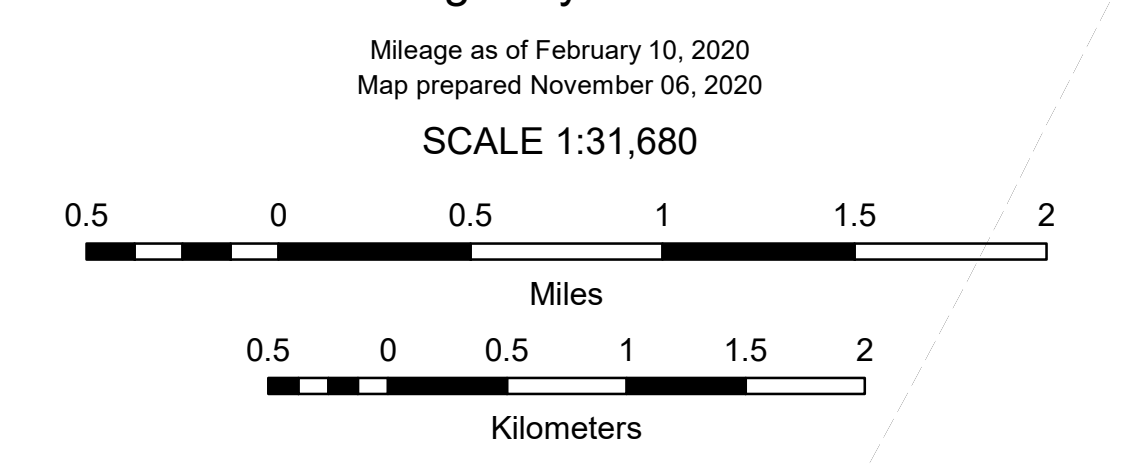 Mileage as of February 10, 2020
Map prepared November 06, 2020
SCALE 1:31,680
0.5 0 0.5 1 1.5 2
Miles
0.5 0 0.5 1 1.5 2
Kilometers